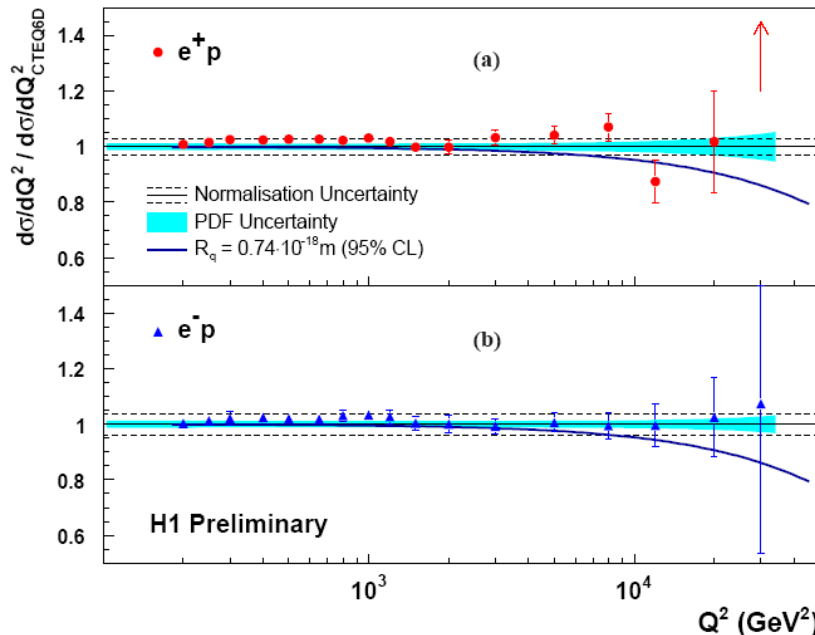 dσ/dQ² / dσ/dQ²CTEQ6D
1.4
1.2
1
0.8
0.6
e⁺p
(a)
Normalisation Uncertainty
PDF Uncertainty
R_q = 0.74·10⁻¹⁸m (95% CL)
1.4
1.2
1
0.8
0.6
e⁻p
(b)
H1 Preliminary
10³
10⁴
Q² (GeV²)